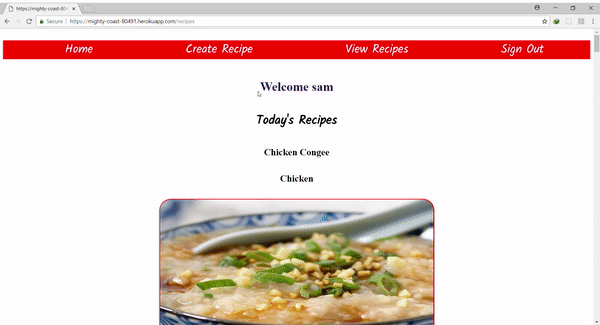 https://mighty-coast-804
Secure https://mighty-coast-80491.herokuapp.com/recipes
Home Create Recipe View Recipes Sign Out
Welcome sam
Today's Recipes
Chicken Congee
Chicken